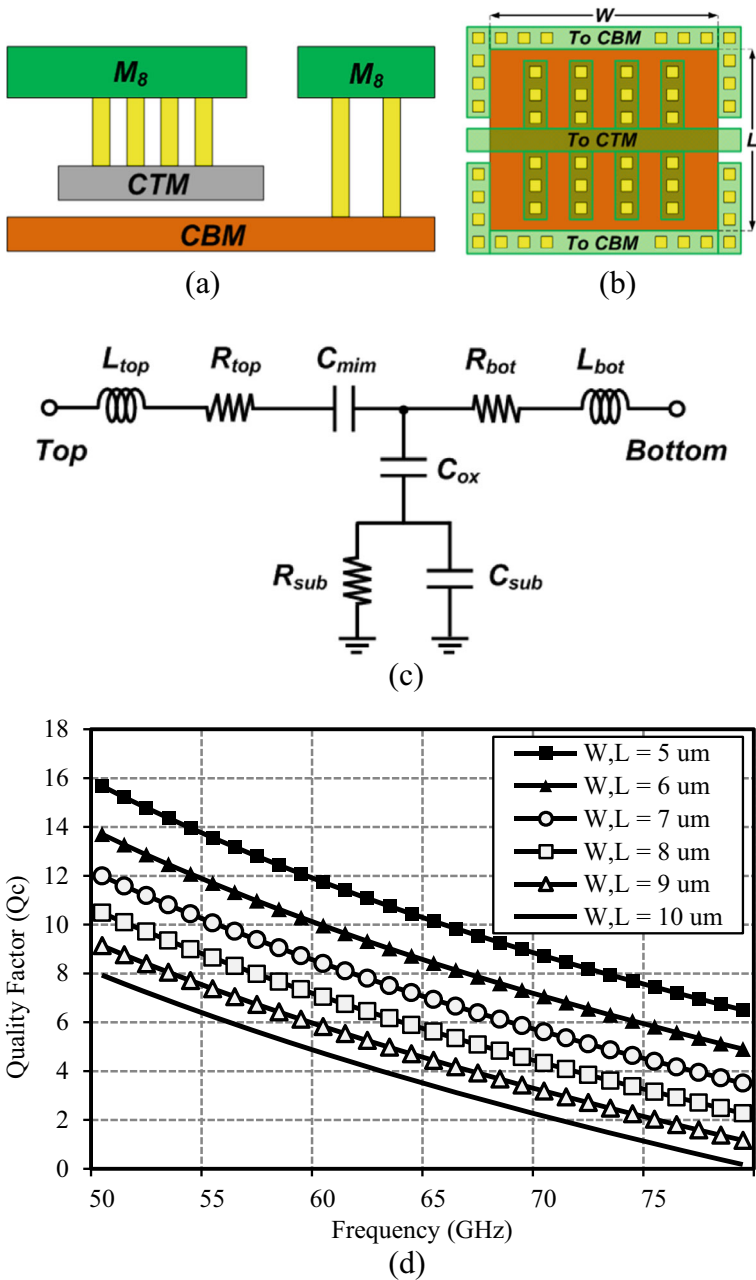 M8 M8
CTM
CBM
(a)
W
To CBM
To CTM
L
To CBM
(b)
Ltop Rtop Cmim Rbot Lbot
Top Bottom
Cox
Rsub Csub
(c)
Quality Factor (Qc)
18
16
14
12
10
8
6
4
2
0
W,L = 5 um
W,L = 6 um
W,L = 7 um
W,L = 8 um
W,L = 9 um
W,L = 10 um
50 55 60 65 70 75
Frequency (GHz)
(d)